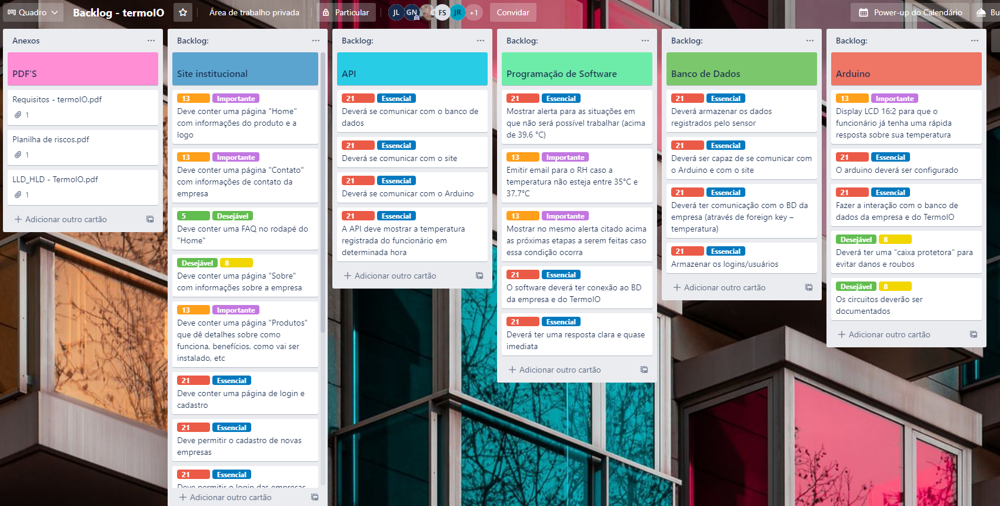 Quadro
Backlog - termoIO
Área de trabalho privada
Particular
JL
GN
FS
JR
+1
Convidar
Power-up do Calendário
Bu
Anexos
PDF'S
Requisitos - termoIO.pdf
1
Planilha de riscos.pdf
1
LLD_HLD - TermoIO.pdf
1
Adicionar outro cartão
Backlog:
Site institucional
13 Importante
Deve conter uma página "Home"
com informações do produto e a
logo
13 Importante
Deve conter uma página "Contato"
com informações de contato da
empresa
5 Desejável
Deve conter uma FAQ no rodapé do
"Home"
Desejável 8
Deve conter uma página "Sobre"
com informações sobre a empresa
13 Importante
Deve conter uma página "Produtos"
que dê detalhes sobre como
funciona, benefícios, como vai ser
instalado, etc
21 Essencial
Deve conter uma página de login e
cadastro
21 Essencial
Deve permitir o cadastro de novas
empresas
21 Essencial
Deve permitir o login das empresas
Adicionar outro cartão
Backlog:
API
21 Essencial
Deverá se comunicar com o banco de
dados
21 Essencial
Deverá se comunicar com o site
21 Essencial
Deverá se comunicar com o Arduino
21 Essencial
A API deve mostrar a temperatura
registrada do funcionário em
determinada hora
Adicionar outro cartão
Backlog:
Programação de Software
21 Essencial
Mostrar alerta para as situações em
que não será possível trabalhar (acima
de 39,6 °C)
13 Importante
Emitir email para o RH caso a
temperatura não esteja entre 35°C e
37,7°C
13 Importante
Mostrar no mesmo alerta citado acima
as próximas etapas a serem feitas caso
essa condição ocorra
21 Essencial
O software deverá ter conexão ao BD
da empresa e do TermoIO
21 Essencial
Deverá ter uma resposta clara e quase
imediata
Adicionar outro cartão
Backlog:
Banco de Dados
21 Essencial
Deverá armazenar os dados
registrados pelo sensor
21 Essencial
Deverá ser capaz de se comunicar com
o Arduino e com o site
21 Essencial
Deverá ter comunicação com o BD da
empresa (através de foreign key –
temperatura)
21 Essencial
Armazenar os logins/usuários
Adicionar outro cartão
Backlog:
Arduino
13 Importante
Display LCD 16:2 para que o
funcionário já tenha uma rápida
resposta sobre sua temperatura
21 Essencial
O arduino deverá ser configurado
21 Essencial
Fazer a interação com o banco de
dados da empresa e do TermoIO
Desejável 8
Deverá ter uma “caixa protetora” para
evitar danos e roubos
Desejável 8
Os circuitos deverão ser
documentados
Adicionar outro cartão